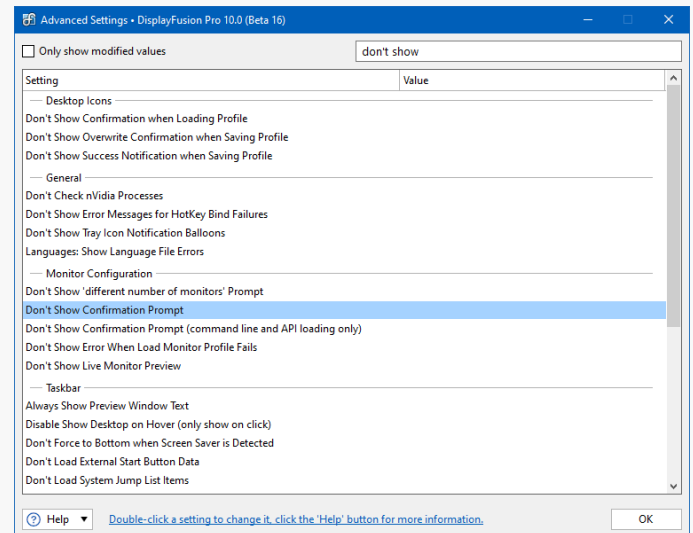 Advanced Settings • DisplayFusion Pro 10.0 (Beta 16)
Only show modified values
don't show
Setting Value
Desktop Icons
Don't Show Confirmation when Loading Profile
Don't Show Overwrite Confirmation when Saving Profile
Don't Show Success Notification when Saving Profile
General
Don't Check nVidia Processes
Don't Show Error Messages for HotKey Bind Failures
Don't Show Tray Icon Notification Balloons
Languages: Show Language File Errors
Monitor Configuration
Don't Show 'different number of monitors' Prompt
Don't Show Confirmation Prompt
Don't Show Confirmation Prompt (command line and API loading only)
Don't Show Error When Load Monitor Profile Fails
Don't Show Live Monitor Preview
Taskbar
Always Show Preview Window Text
Disable Show Desktop on Hover (only show on click)
Don't Force to Bottom when Screen Saver is Detected
Don't Load External Start Button Data
Don't Load System Jump List Items
Help
Double-click a setting to change it, click the 'Help' button for more information.
OK